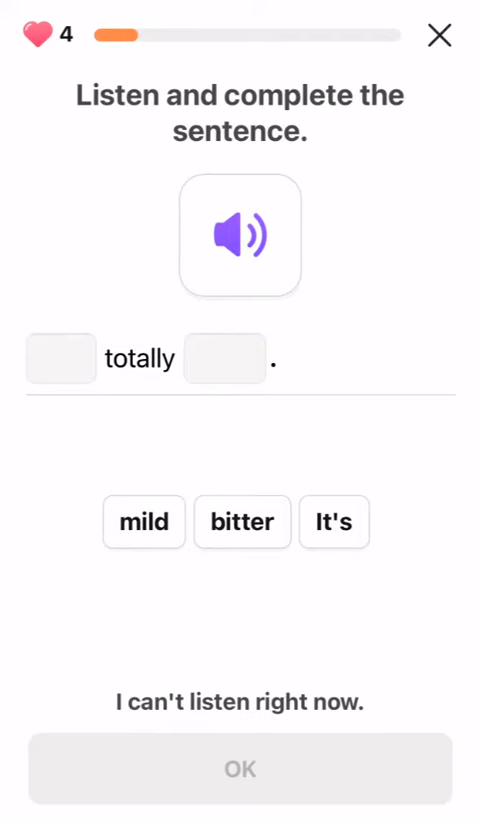 4
Listen and complete the
sentence.
totally .
mild bitter It's
I can't listen right now.
OK